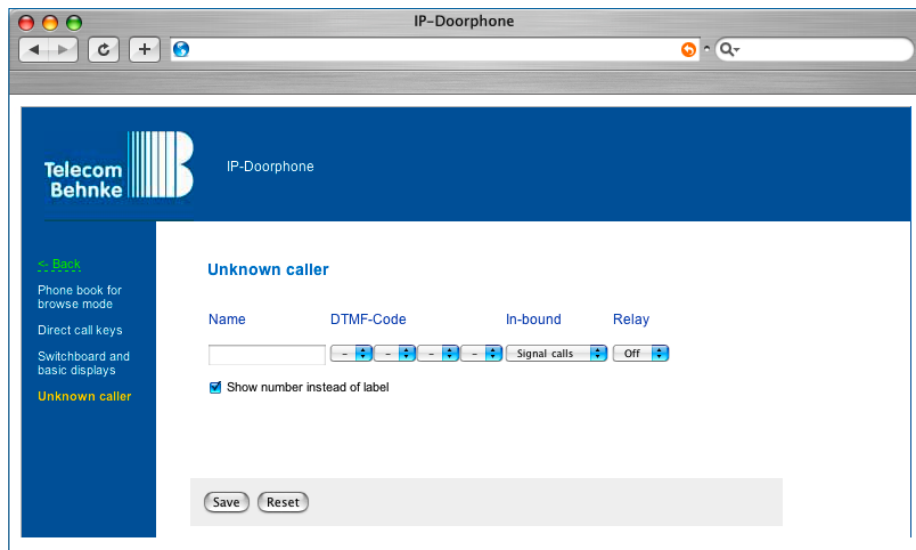 IP-Doorphone
Telecom
Behnke
IP-Doorphone
<- Back
Phone book for
browse mode
Direct call keys
Switchboard and
basic displays
Unknown caller
Unknown caller
Name DTMF-Code In-bound Relay
- - - - Signal calls Off
Show number instead of label
Save Reset